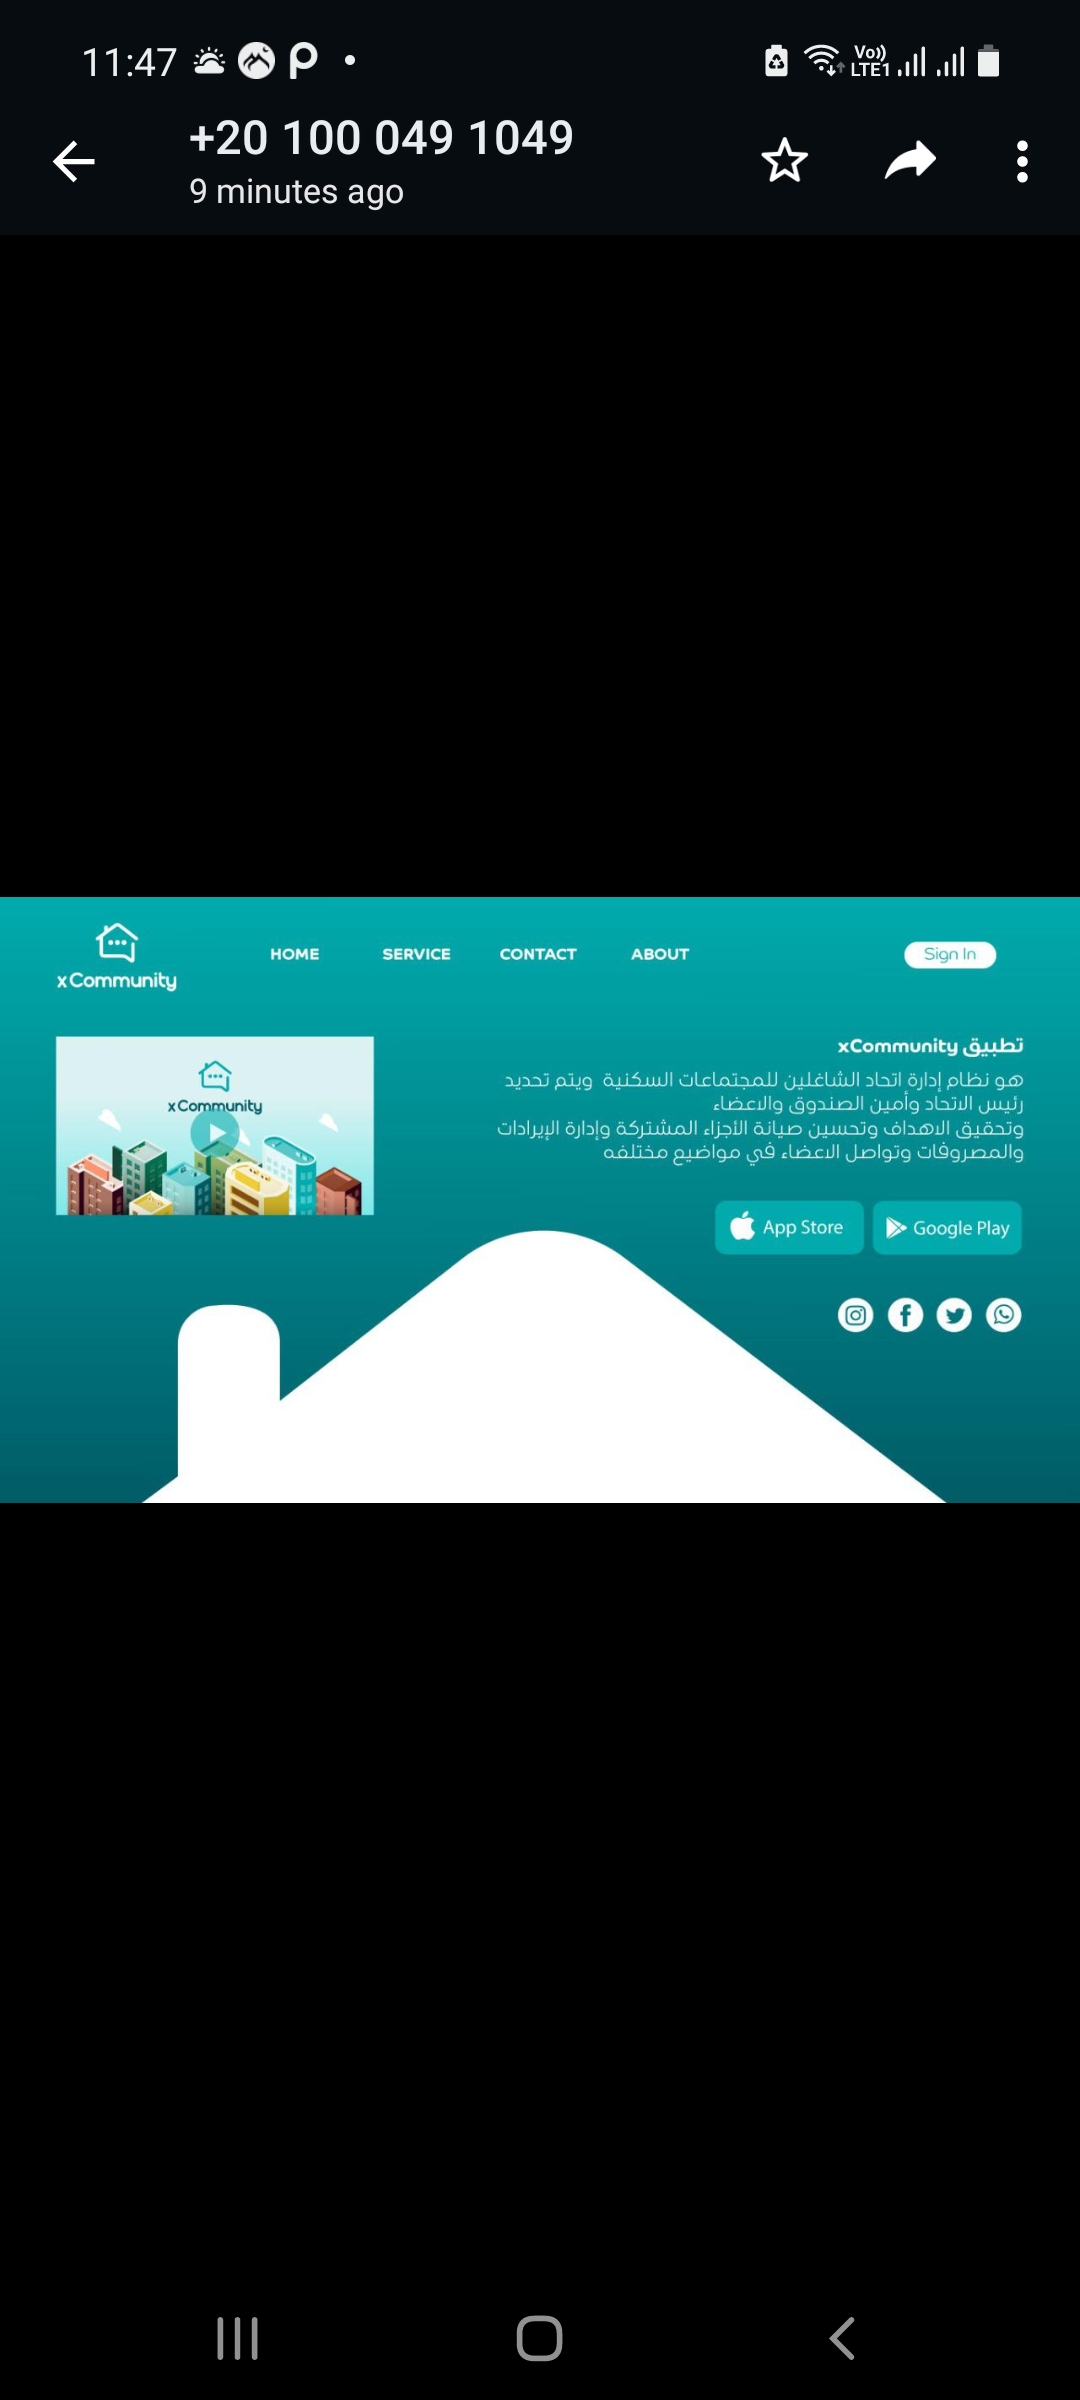 11:47
Vo))
LTE1
+20 100 049 1049
9 minutes ago
xCommunity
HOME SERVICE CONTACT ABOUT Sign In
xCommunity
تطبيق xCommunity
هو نظام إدارة اتحاد الشاغلين للمجتماعات السكنية ويتم تحديد
رئيس الاتحاد وأمين الصندوق والاعضاء
وتحقيق الاهداف وتحسين صيانة الأجزاء المشتركة وإدارة الإيرادات
والمصروفات وتواصل الاعضاء في مواضيع مختلفه
App Store
Google Play